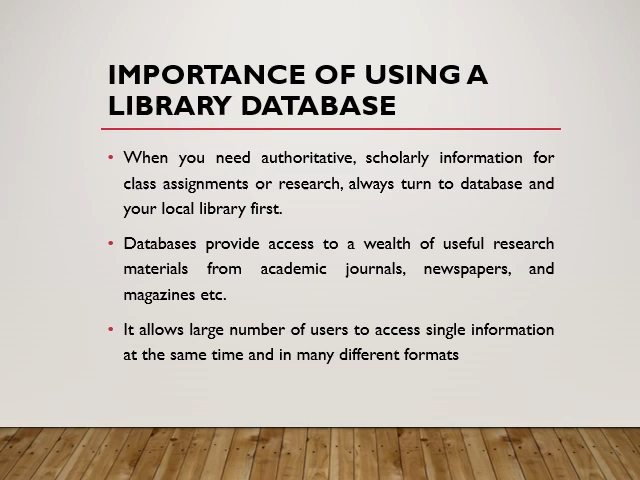 IMPORTANCE OF USING A
LIBRARY DATABASE
• When you need authoritative, scholarly information for
class assignments or research, always turn to database and
your local library first.
• Databases provide access to a wealth of useful research
materials from academic journals, newspapers, and
magazines etc.
• It allows large number of users to access single information
at the same time and in many different formats